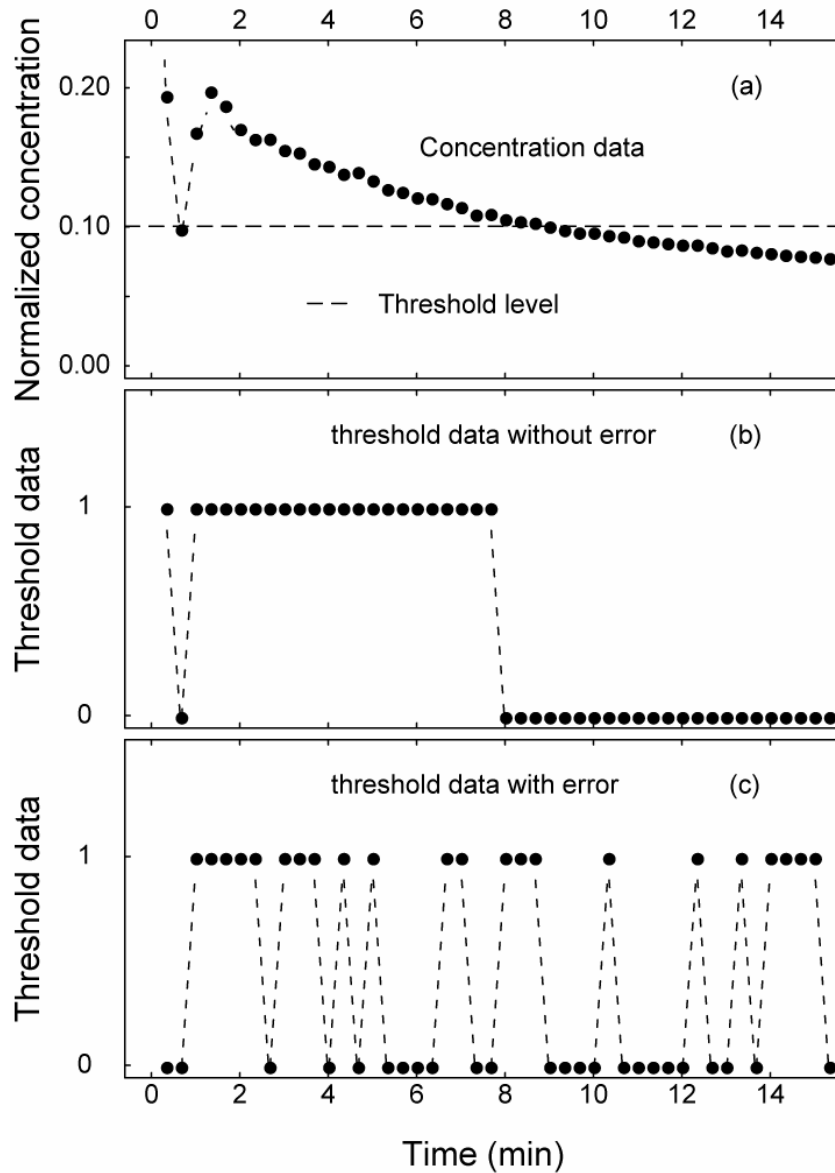 0 2 4 6 8 10 12 14
Normalized concentration
0.20
0.10
0.00
(a)
Concentration data
Threshold level
Threshold data
1
0
threshold data without error (b)
Threshold data
1
0
threshold data with error (c)
0 2 4 6 8 10 12 14
Time (min)